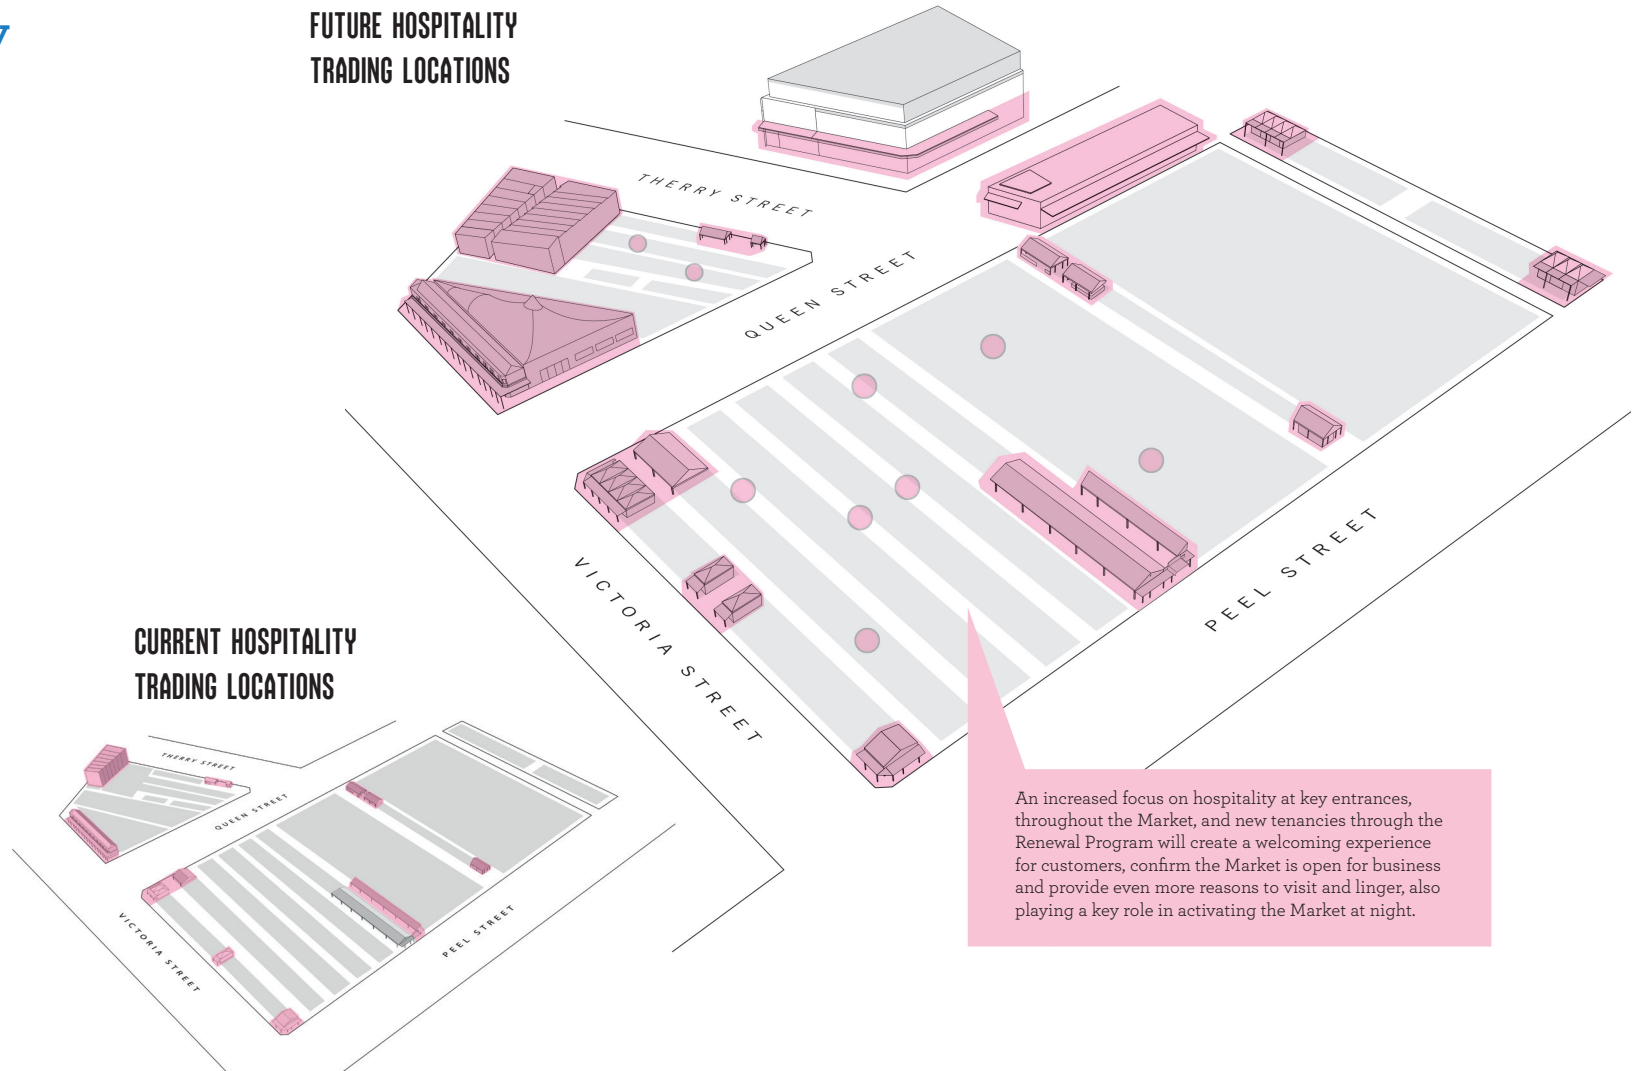 FUTURE HOSPITALITY
TRADING LOCATIONS
THERRY STREET
QUEEN STREET
VICTORIA STREET
PEEL STREET
CURRENT HOSPITALITY
TRADING LOCATIONS
THERRY STREET
QUEEN STREET
VICTORIA STREET
PEEL STREET
An increased focus on hospitality at key entrances,
throughout the Market, and new tenancies through the
Renewal Program will create a welcoming experience
for customers, confirm the Market is open for business
and provide even more reasons to visit and linger, also
playing a key role in activating the Market at night.